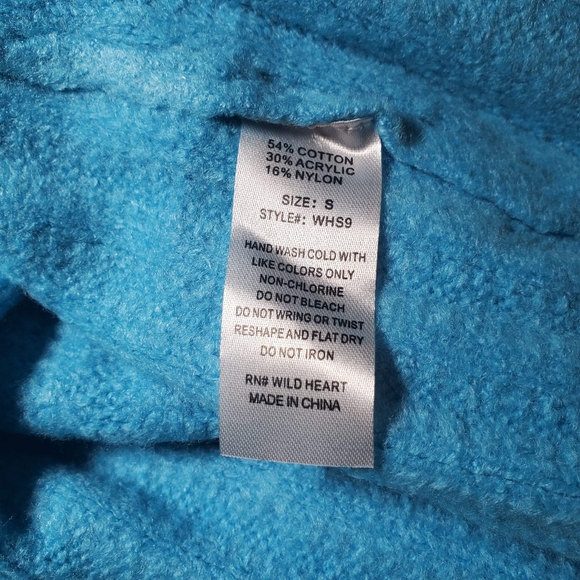 54% COTTON
30% ACRYLIC
16% NYLON
SIZE: S
STYLE#: WHS9
HAND WASH COLD WITH
LIKE COLORS ONLY
NON-CHLORINE
DO NOT BLEACH
DO NOT WRING OR TWIST
RESHAPE AND FLAT DRY
DO NOT IRON
RN# WILD HEART
MADE IN CHINA